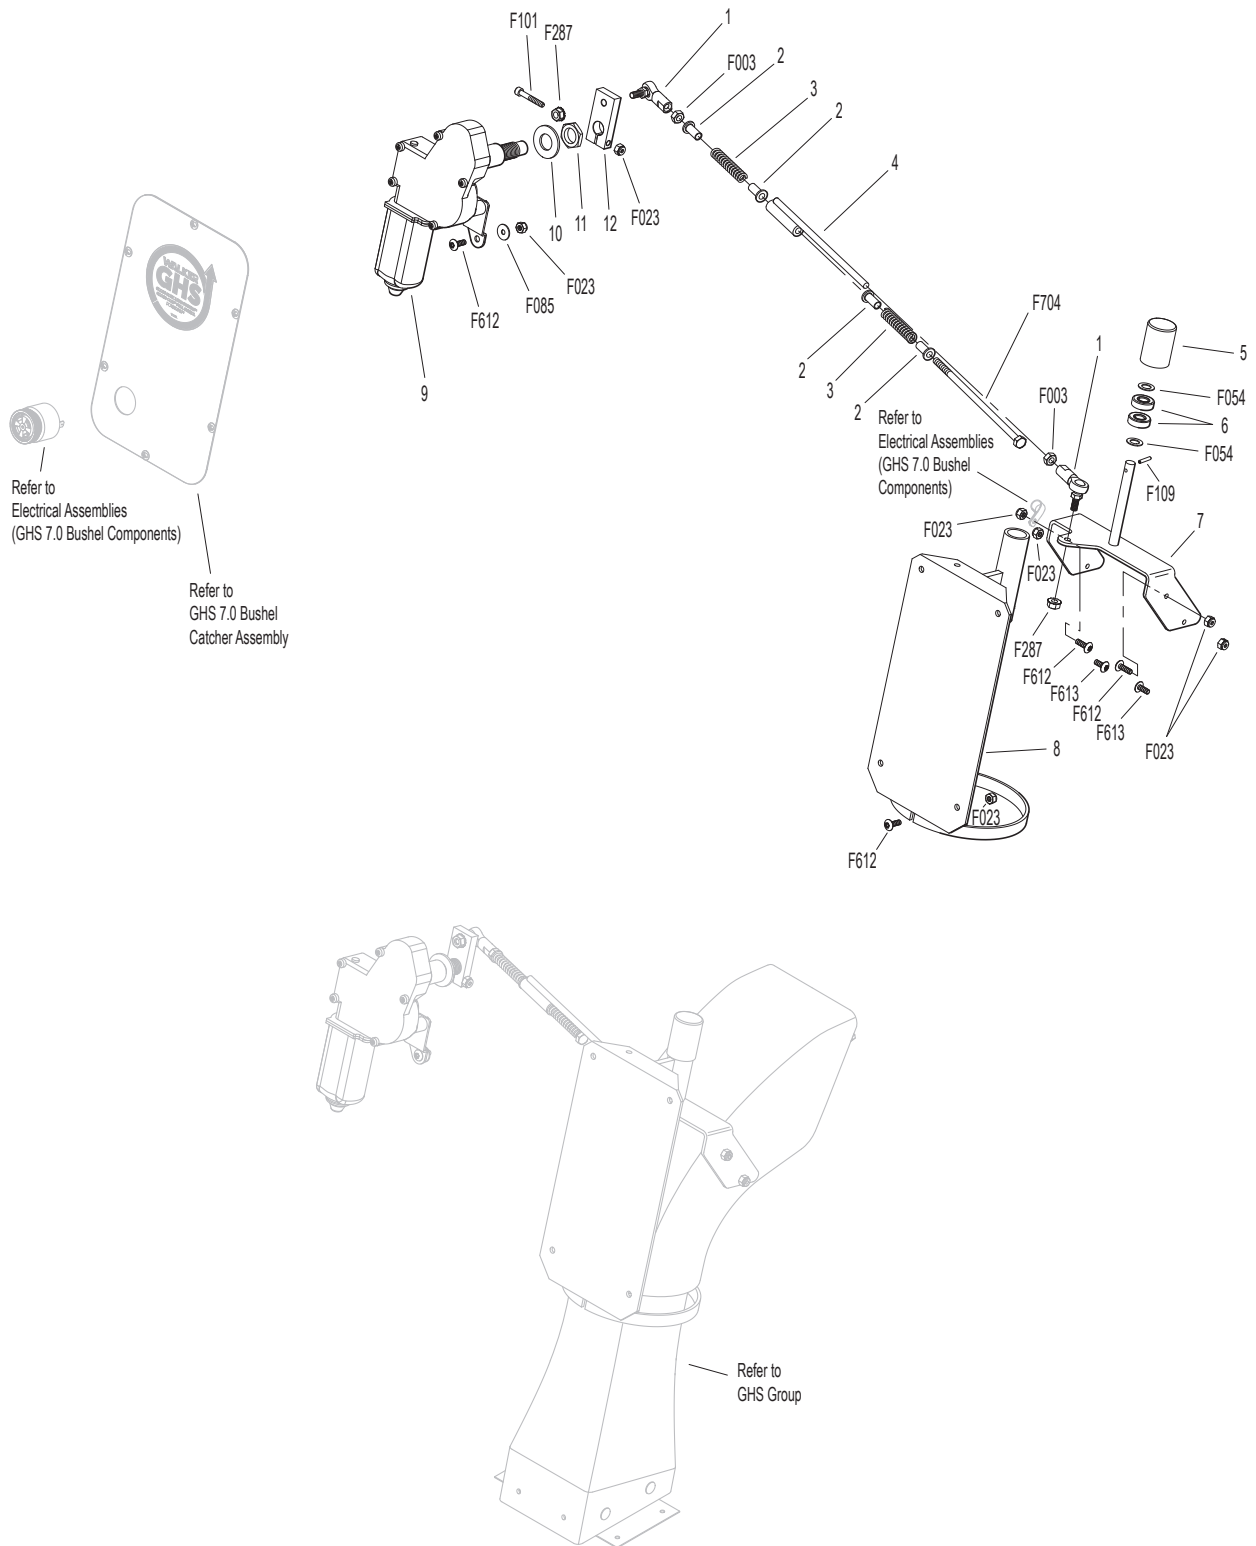 F101
F287
1
F003
2
3
2
4
10
11
12
F023
F023
F085
F612
9
WALKER
GHS
2
3
2
F704
1
F003
5
F054
6
F054
F109
7
Refer to
Electrical Assemblies
(GHS 7.0 Bushel
Components)
F023
F023
F287
F612
F613
F612
F613
F023
8
F023
F612
Refer to
Electrical Assemblies
(GHS 7.0 Bushel Components)
Refer to
GHS 7.0 Bushel
Catcher Assembly
Refer to
GHS Group